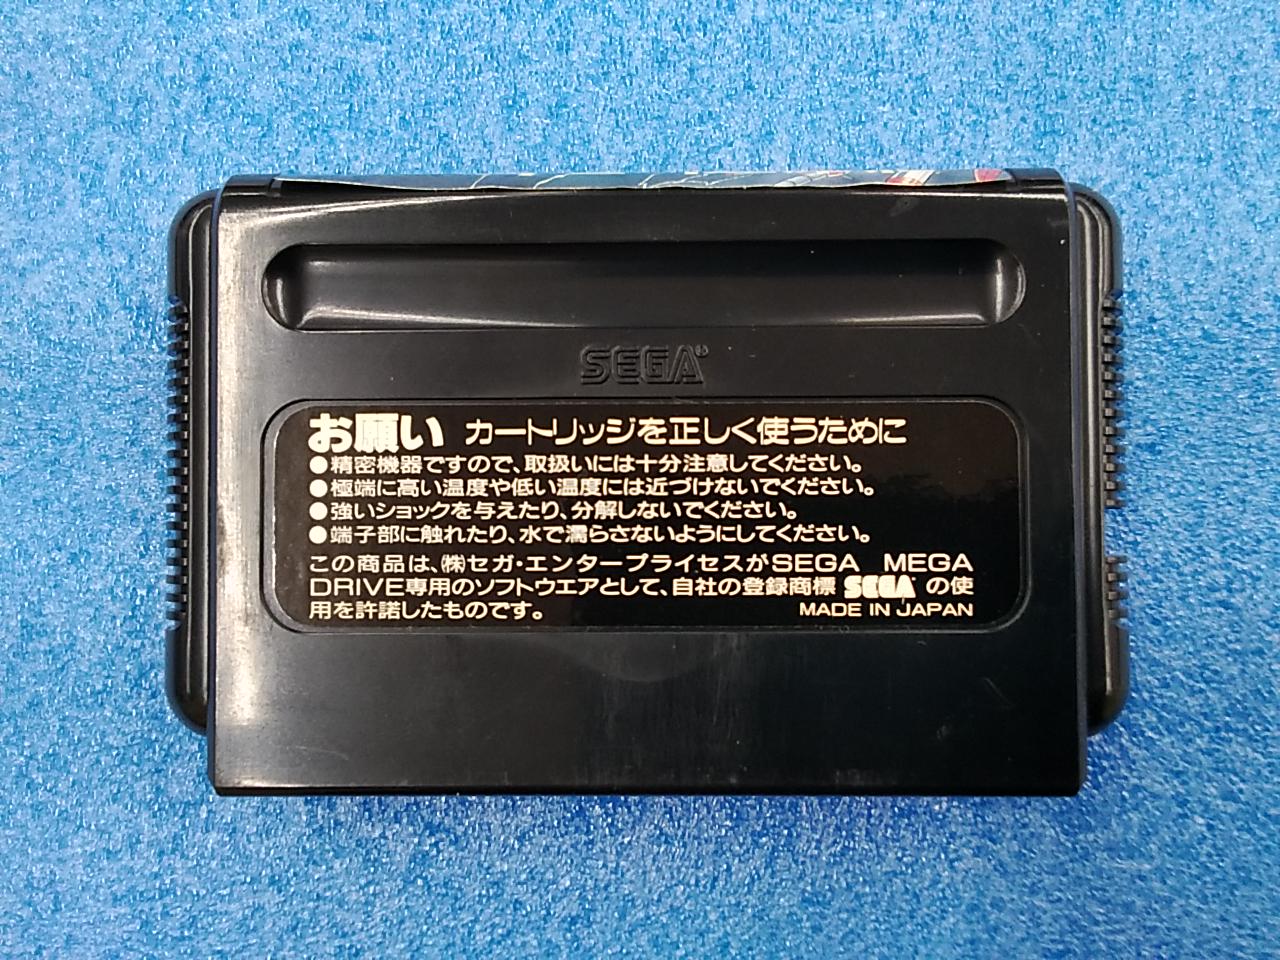 SEGA®
お願い カートリッジを正しく使うために
●精密機器ですので、取扱いには十分注意してください。
●極端に高い温度や低い温度には近づけないでください。
●強いショックを与えたり、分解しないでください。
●端子部に触れたり、水で濡らさないようにしてください。
この商品は、㈱セガ・エンタープライセスがSEGA MEGA
DRIVE専用のソフトウエアとして、自社の登録商標 SEGA の使
用を許諾したものです。 MADE IN JAPAN